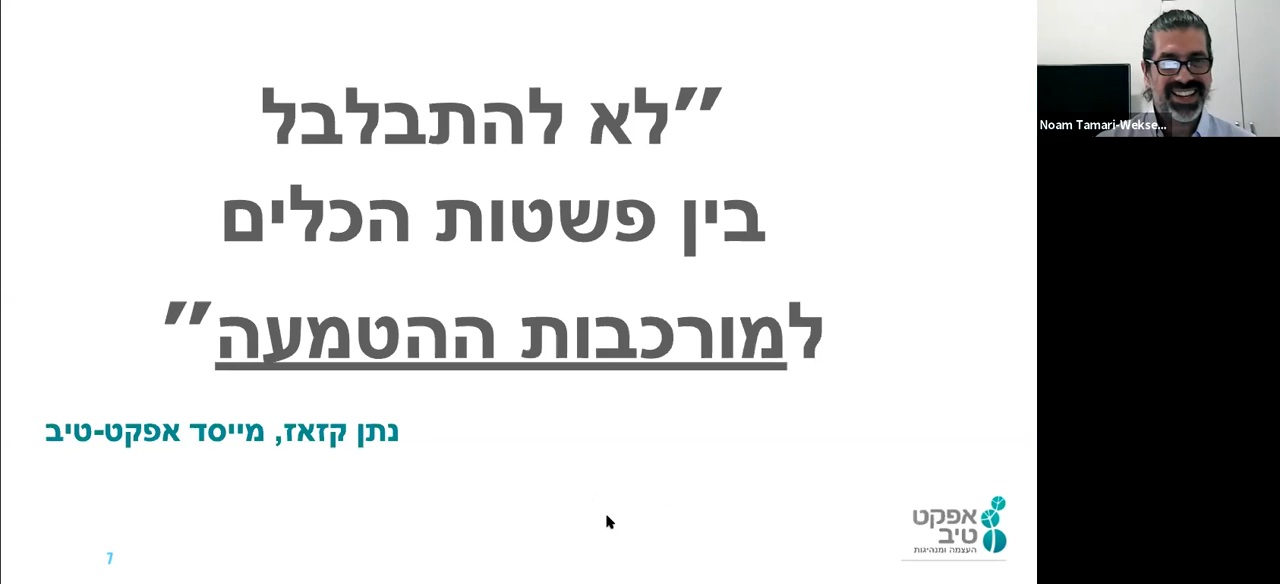 ״לא להתבלבל
בין פשטות הכלים
למורכבות ההטמעה״
נתן קזאז, מייסד אפקט-טיב
אפקט
טיב
העצמה ומנהיגות
7
Noam Tamari-Wekse...